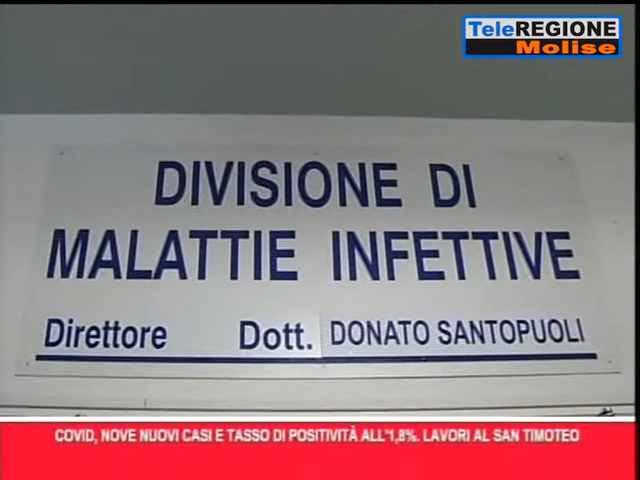 TeleREGIONE
Molise
DIVISIONE DI
MALATTIE INFETTIVE
Direttore Dott. DONATO SANTOPUOLI
COVID, NOVE NUOVI CASI E TASSO DI POSITIVITÀ ALL'1,8%. LAVORI AL SAN TIMOTEO